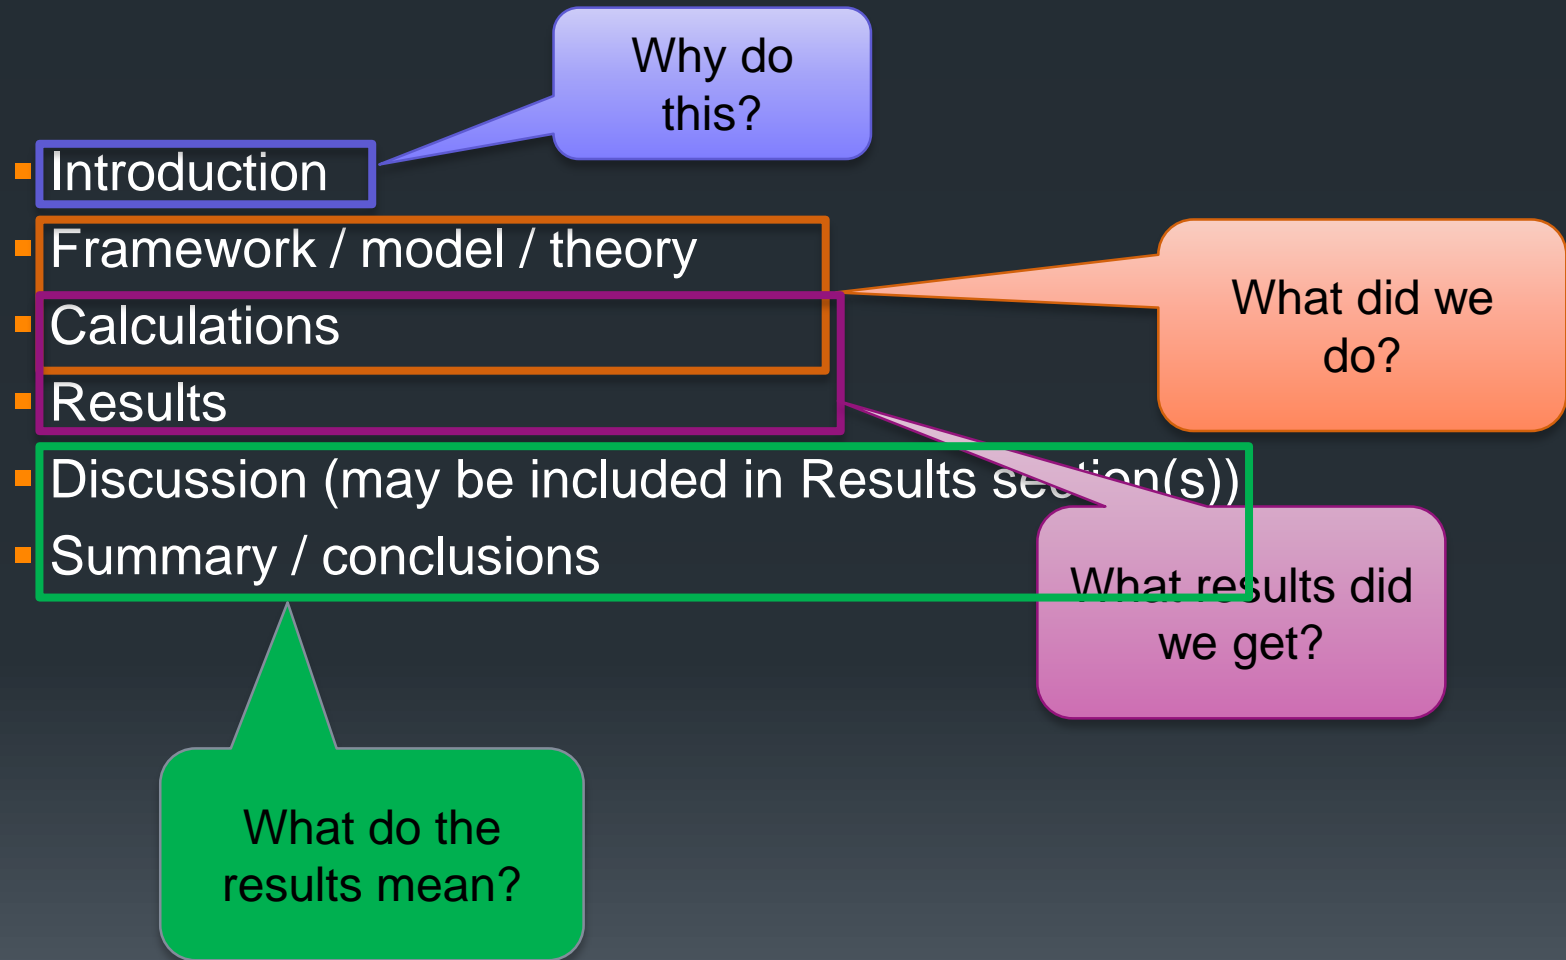 Why do
this?
Introduction
Framework / model / theory
What did we
do?
Calculations
Results
Discussion (may be included in Results section(s))
Summary / conclusions
What results did
we get?
What do the
results mean?